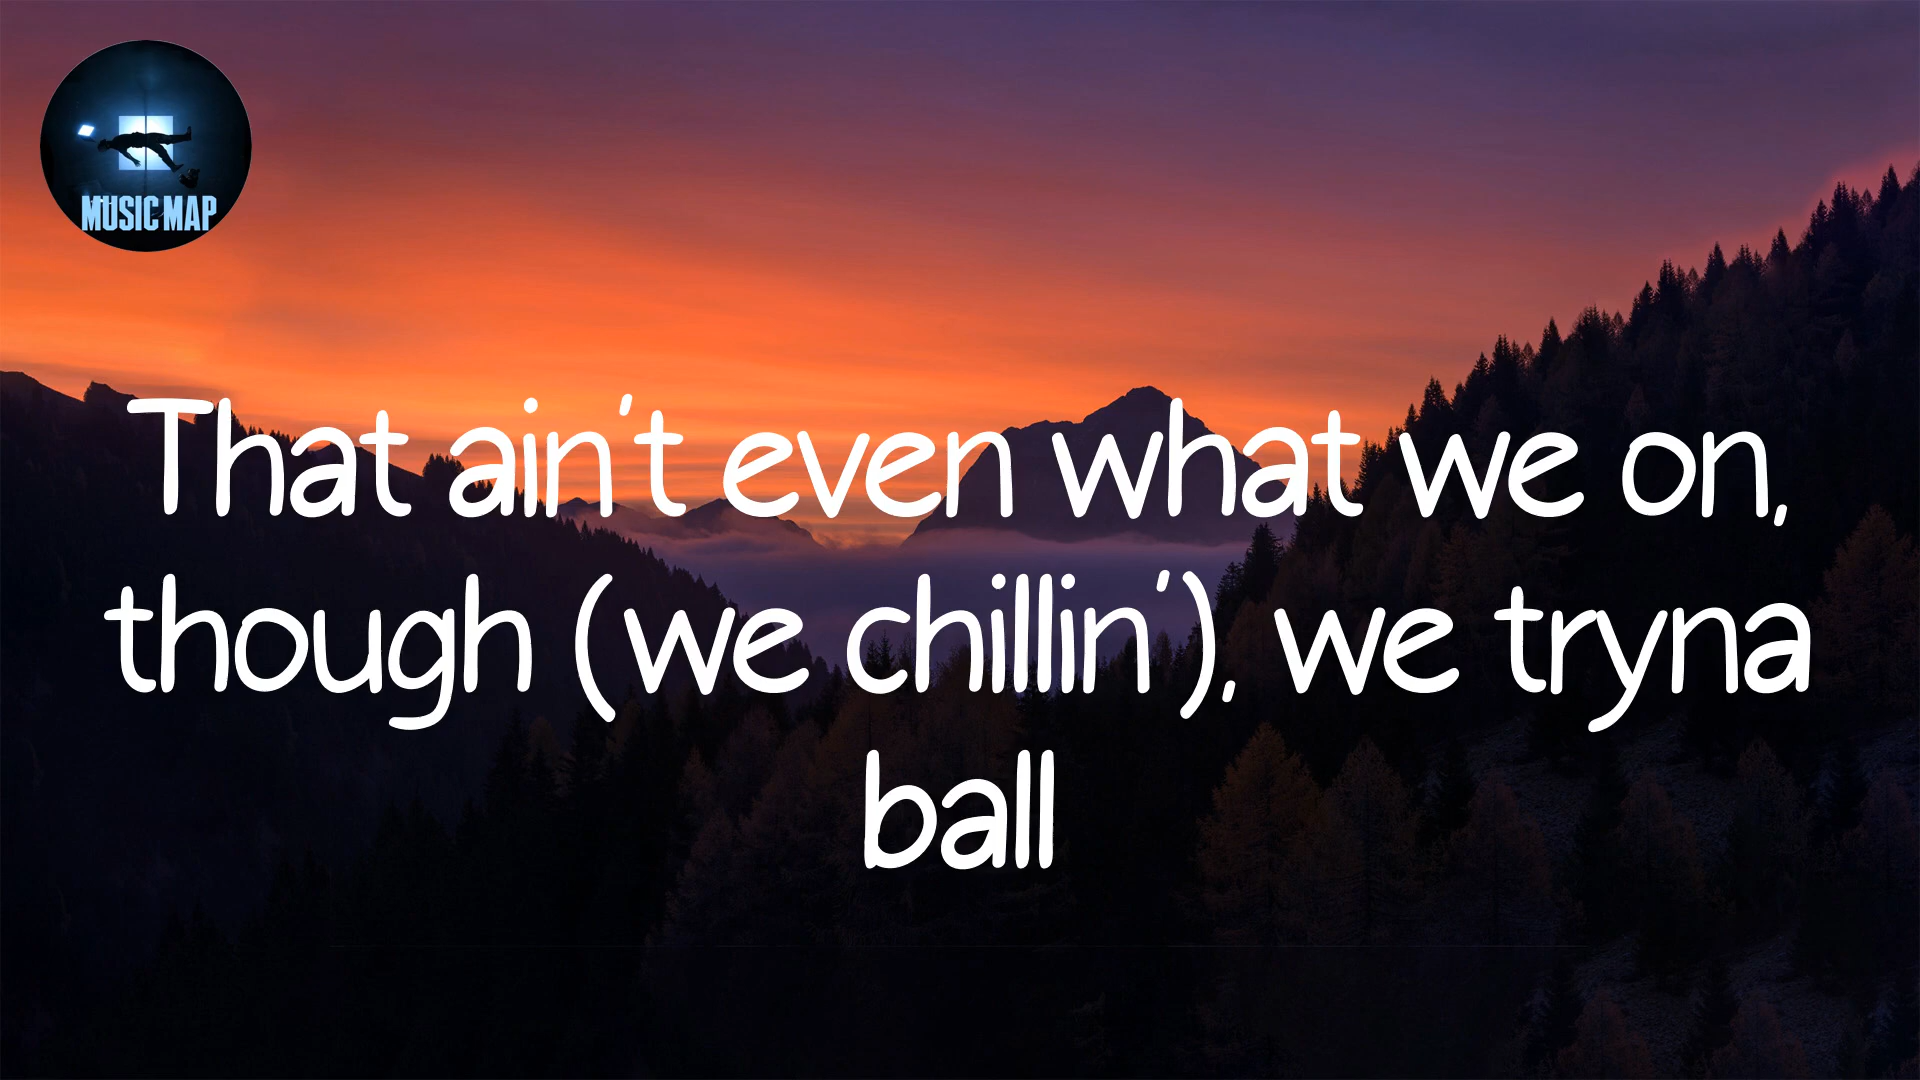 MUSIC MAP
That ain't even what we on,
though (we chillin'), we tryna
ball